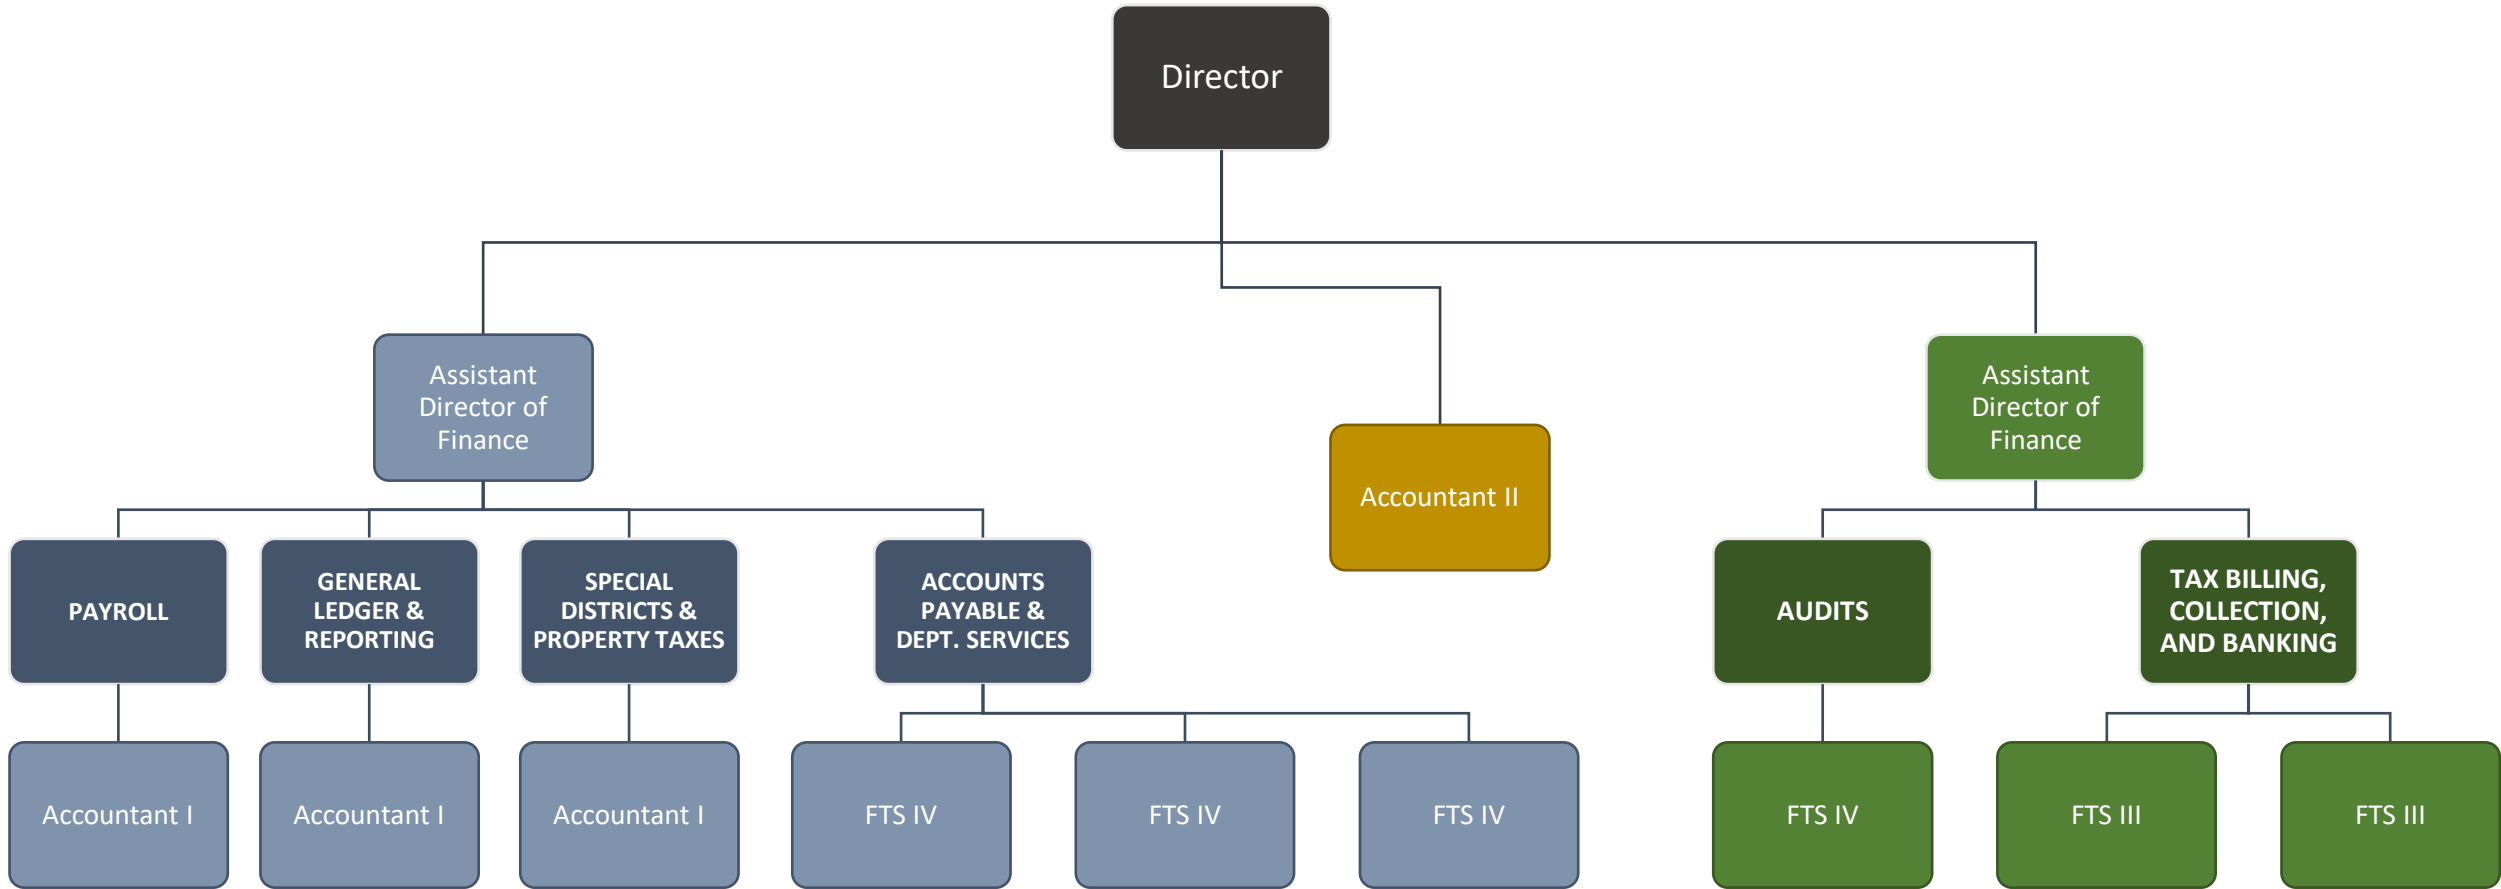 Director
Assistant
Director of
Finance
Accountant II
Assistant
Director of
Finance
PAYROLL
GENERAL
LEDGER &
REPORTING
SPECIAL
DISTRICTS &
PROPERTY TAXES
ACCOUNTS
PAYABLE &
DEPT. SERVICES
AUDITS
TAX BILLING,
COLLECTION,
AND BANKING
Accountant I
Accountant I
Accountant I
FTS IV
FTS IV
FTS IV
FTS IV
FTS III
FTS III